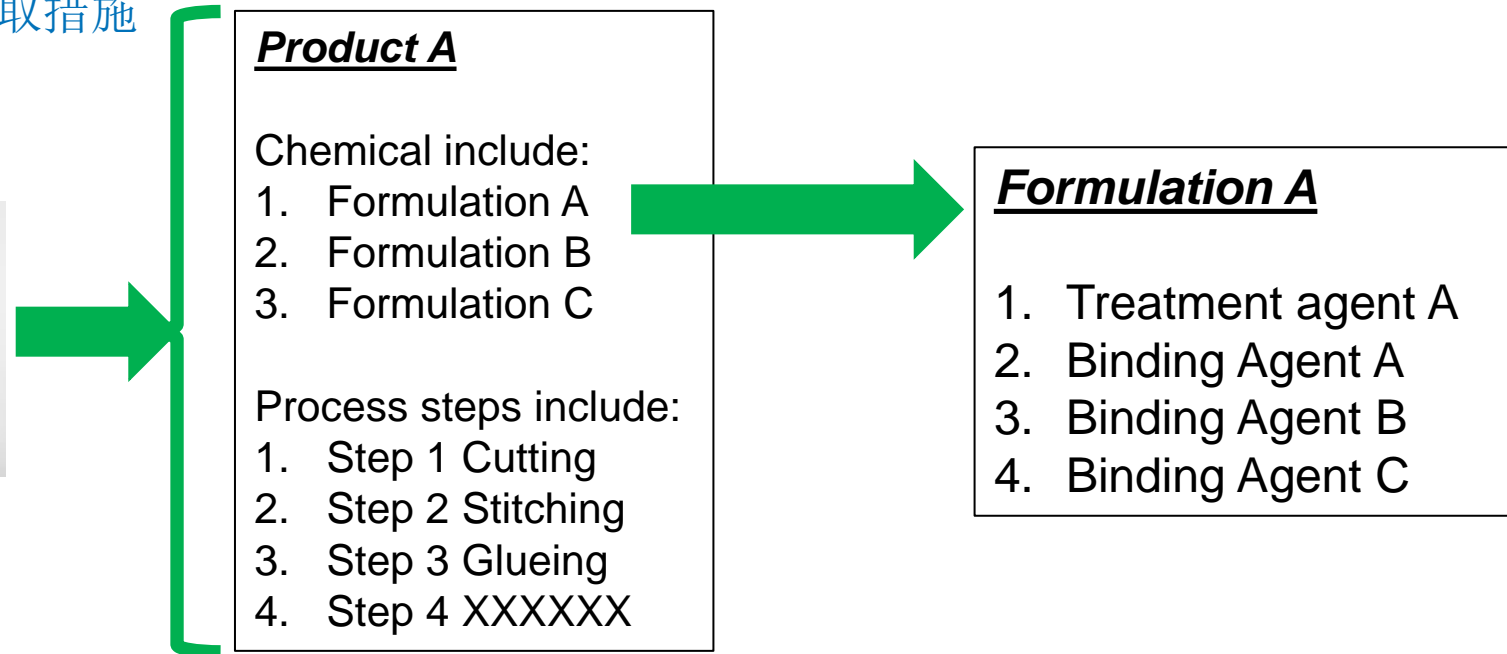 取措施
Product A
Chemical include:
1. Formulation A
2. Formulation B
3. Formulation C
Process steps include:
1. Step 1 Cutting
2. Step 2 Stitching
3. Step 3 Glueing
4. Step 4 XXXXXX
Formulation A
1. Treatment agent A
2. Binding Agent A
3. Binding Agent B
4. Binding Agent C